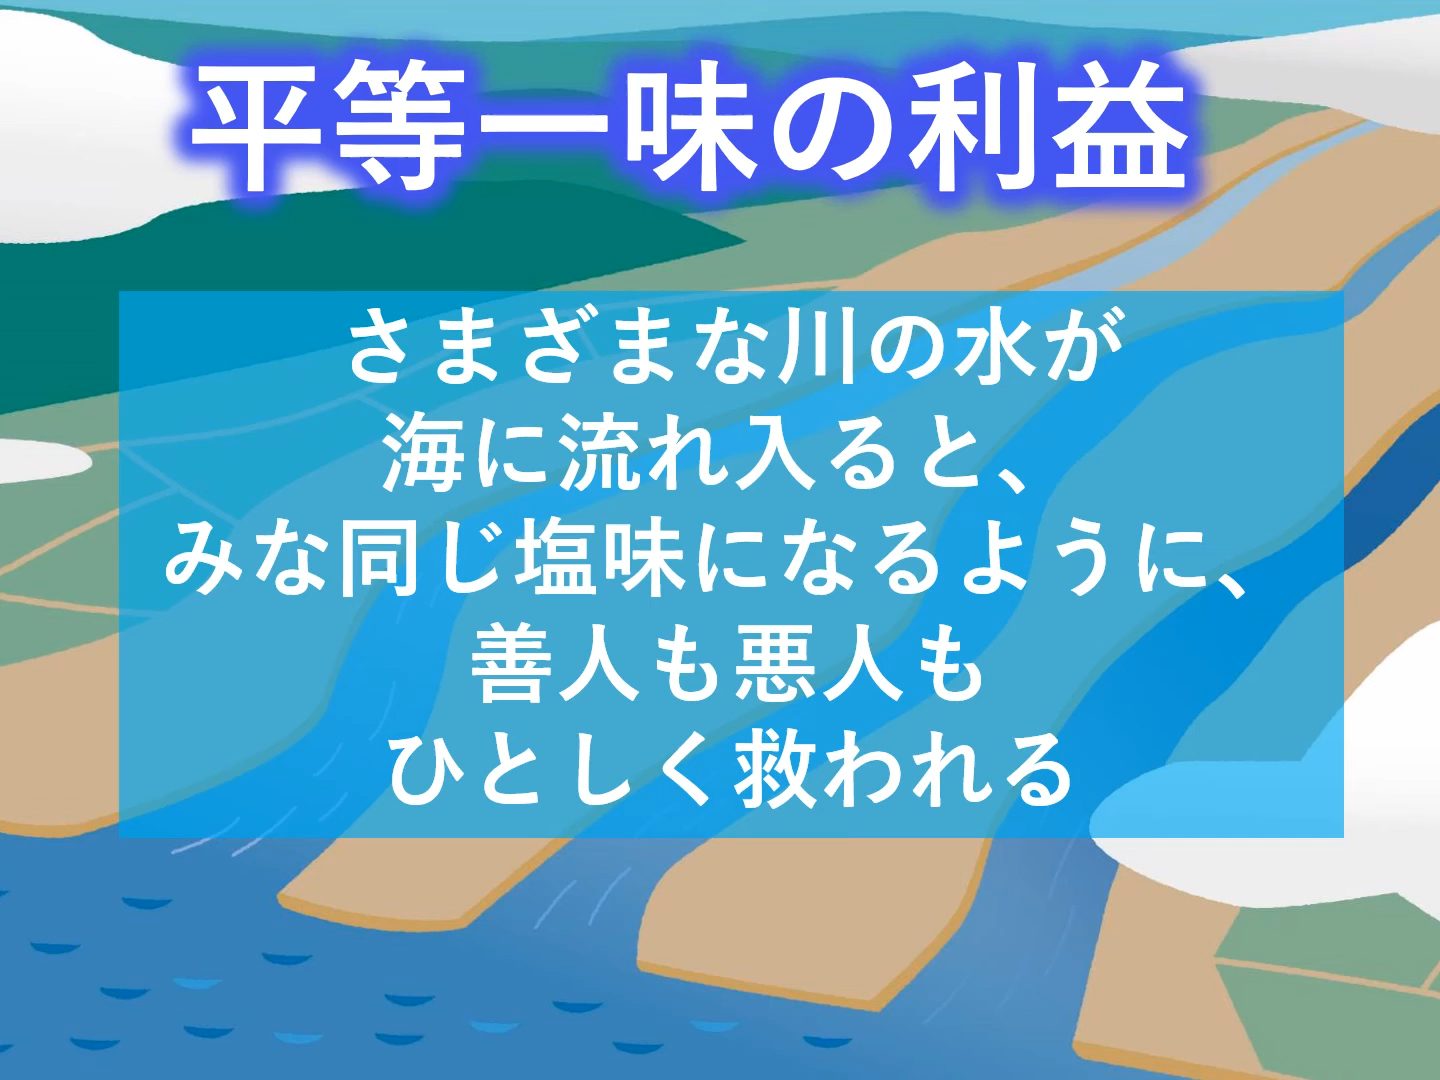 平等一味の利益
さまざまな川の水が
海に流れ入ると、
みな同じ塩味になるように、
善人も悪人も
ひとしく救われる